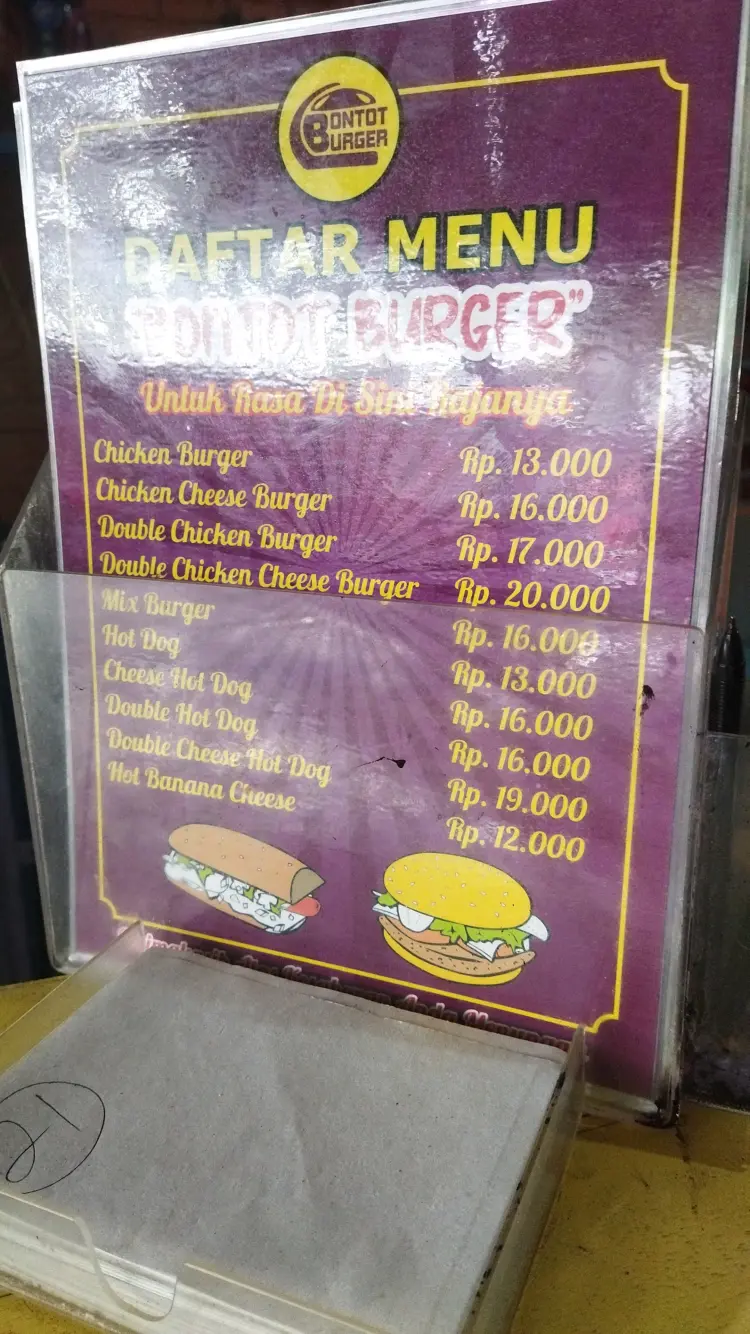 BONTOT
BURGER
DAFTAR MENU
"BONTOT BURGER"
Untuk Rasa Di Sini Rajanya
Chicken Burger Rp. 13.000
Chicken Cheese Burger Rp. 16.000
Double Chicken Burger Rp. 17.000
Double Chicken Cheese Burger Rp. 20.000
Mix Burger Rp. 16.000
Hot Dog Rp. 13.000
Cheese Hot Dog Rp. 16.000
Double Hot Dog Rp. 16.000
Double Cheese Hot Dog Rp. 19.000
Hot Banana Cheese Rp. 12.000